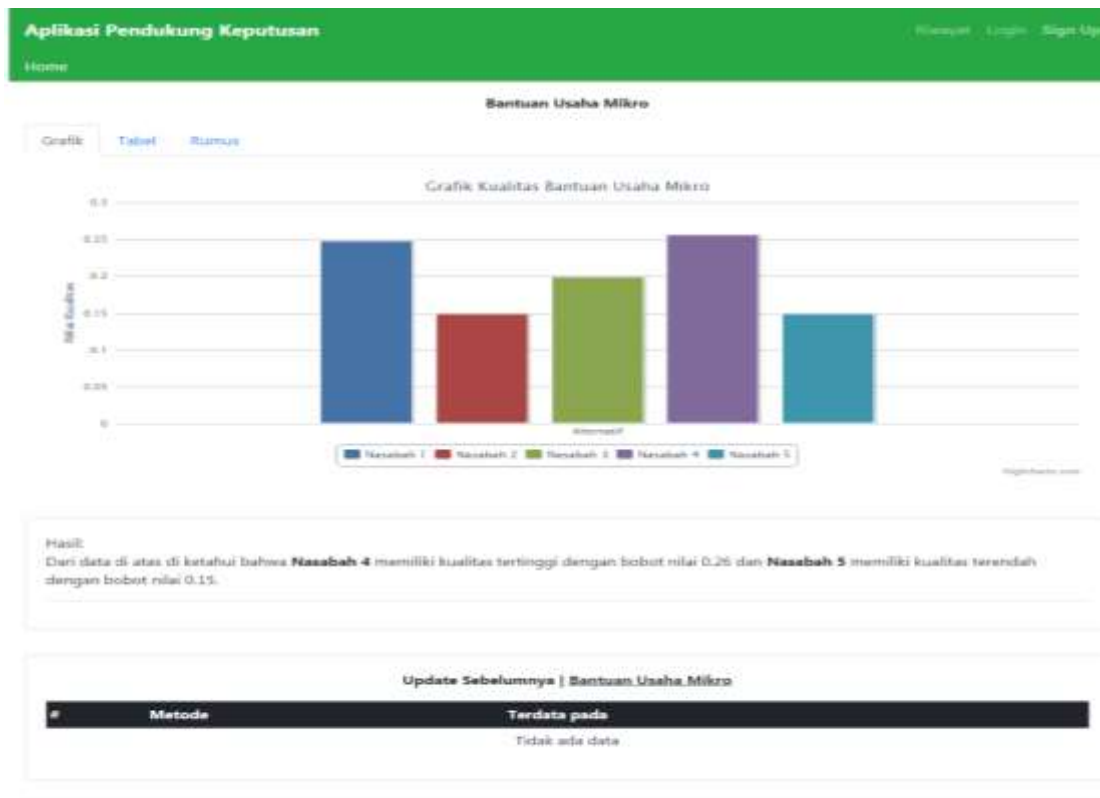 Aplikasi Pendukung Keputusan
Riwayat Login Sign Up
Home
Bantuan Usaha Mikro
Grafik Tabel Rumus
Grafik Kualitas Bantuan Usaha Mikro
0.3
0.25
0.2
0.15
0.1
0.05
0
Nilai Kualitas
Alternatif
Nasabah 1 Nasabah 2 Nasabah 3 Nasabah 4 Nasabah 5
Highcharts.com
Hasil:
Dari data di atas di ketahui bahwa Nasabah 4 memiliki kualitas tertinggi dengan bobot nilai 0.26 dan Nasabah 5 memiliki kualitas terendah
dengan bobot nilai 0.15.
Update Sebelumnya | Bantuan Usaha Mikro
# Metode Terdata pada
Tidak ada data